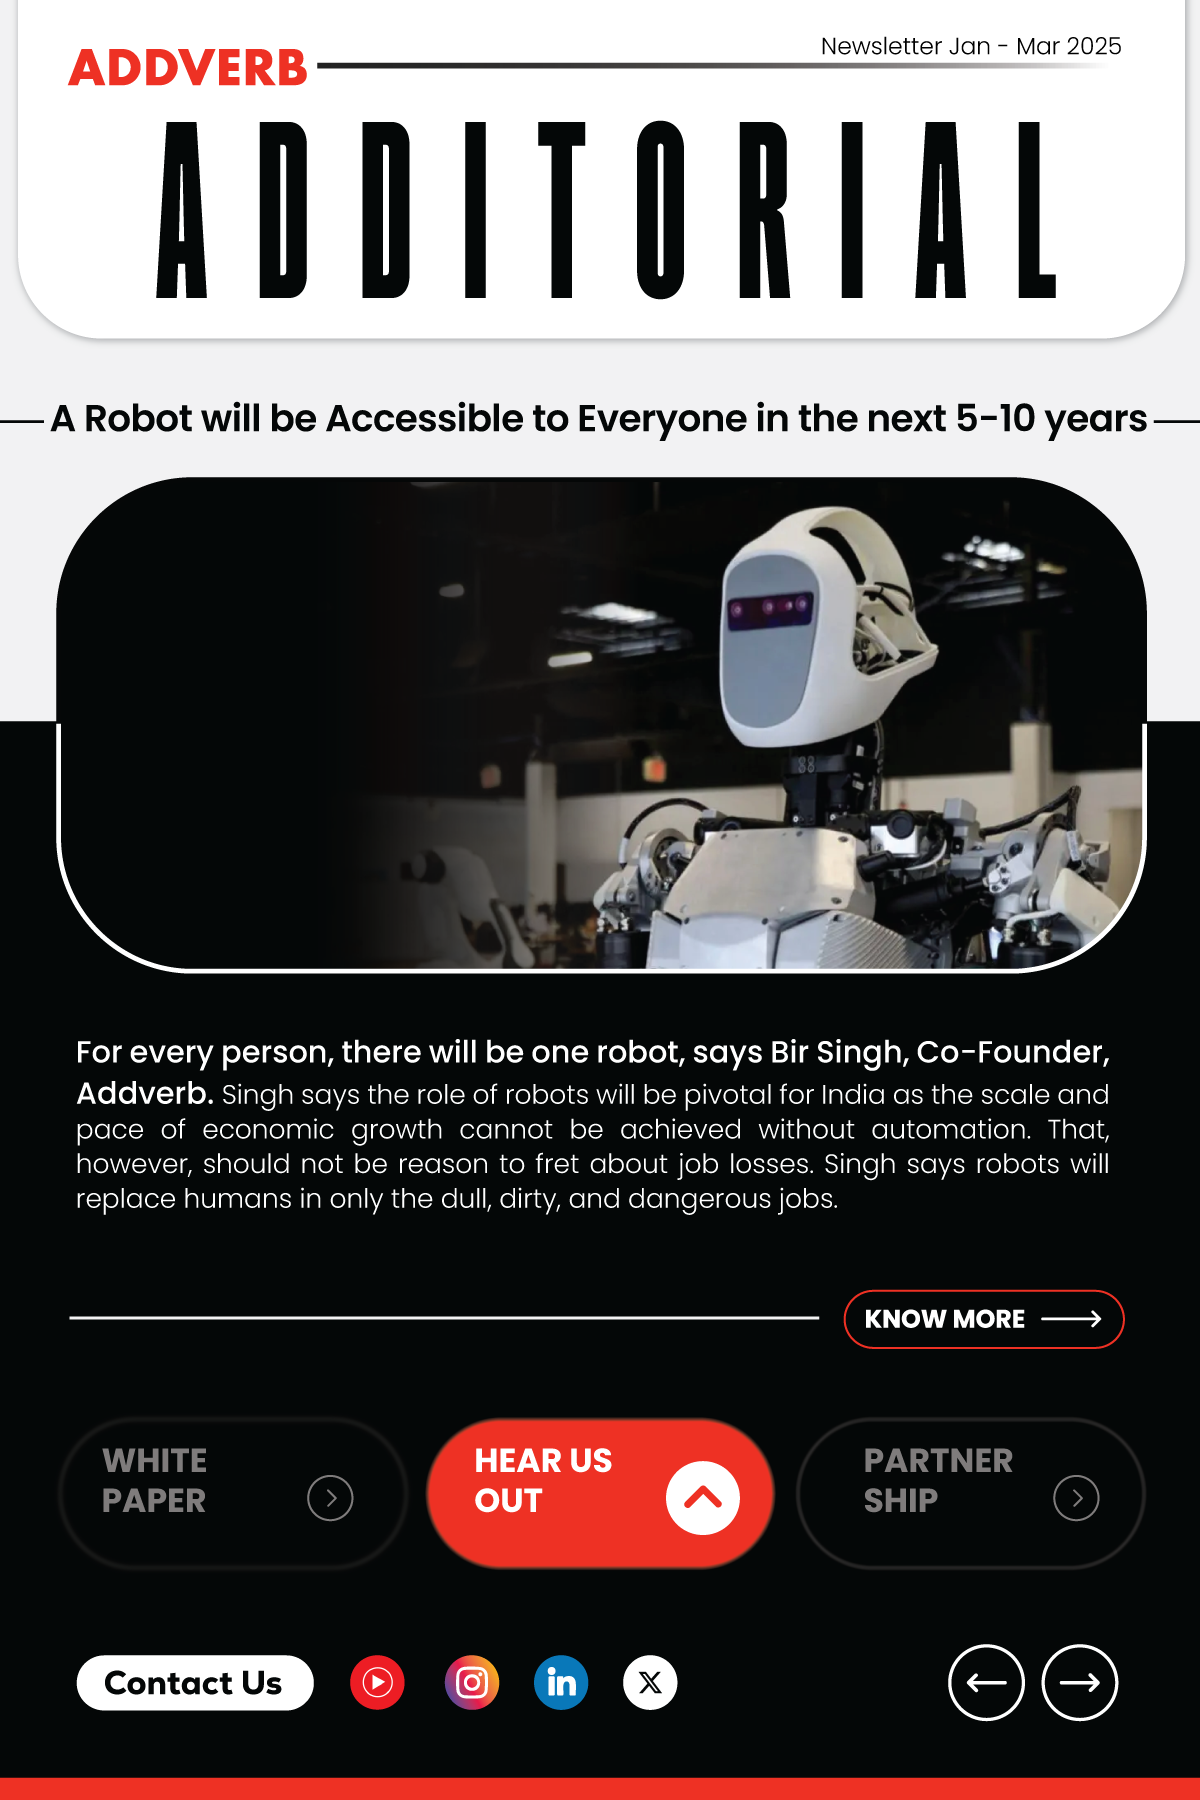 Newsletter Jan - Mar 2025
ADDVERB
ADDITORIAL
A Robot will be Accessible to Everyone in the next 5-10 years
For every person, there will be one robot, says Bir Singh, Co-Founder,
Addverb. Singh says the role of robots will be pivotal for India as the scale and
pace of economic growth cannot be achieved without automation. That,
however, should not be reason to fret about job losses. Singh says robots will
replace humans in only the dull, dirty, and dangerous jobs.
KNOW MORE
WHITE
PAPER
HEAR US
OUT
PARTNER
SHIP
Contact Us
in
X